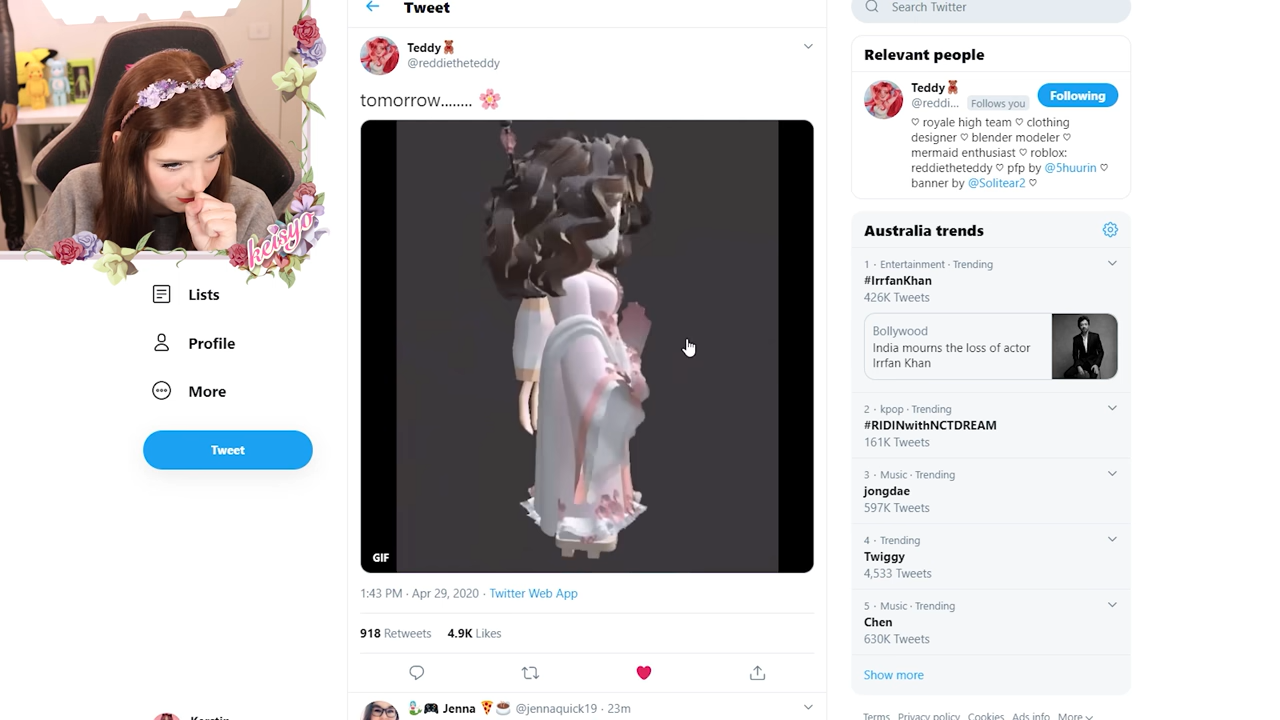 keisyo
Lists
Profile
More
Tweet
Tweet
Teddy🧸
@reddietheteddy
tomorrow........ 🌸
GIF
1:43 PM · Apr 29, 2020 · Twitter Web App
918 Retweets 4.9K Likes
Jenna 🍕☕ @jennaquick19 · 23m
Search Twitter
Relevant people
Teddy🧸
@reddi... Follows you
Following
♡ royale high team ♡ clothing
designer ♡ blender modeler ♡
mermaid enthusiast ♡ roblox:
reddietheteddy ♡ pfp by @5huurin ♡
banner by @Solitear2 ♡
Australia trends
1 · Entertainment · Trending
#IrrfanKhan
426K Tweets
Bollywood
India mourns the loss of actor
Irrfan Khan
2 · kpop · Trending
#RIDINwithNCTDREAM
161K Tweets
3 · Music · Trending
jongdae
597K Tweets
4 · Trending
Twiggy
4,533 Tweets
5 · Music · Trending
Chen
630K Tweets
Show more
Terms Privacy policy Cookies Ads info More